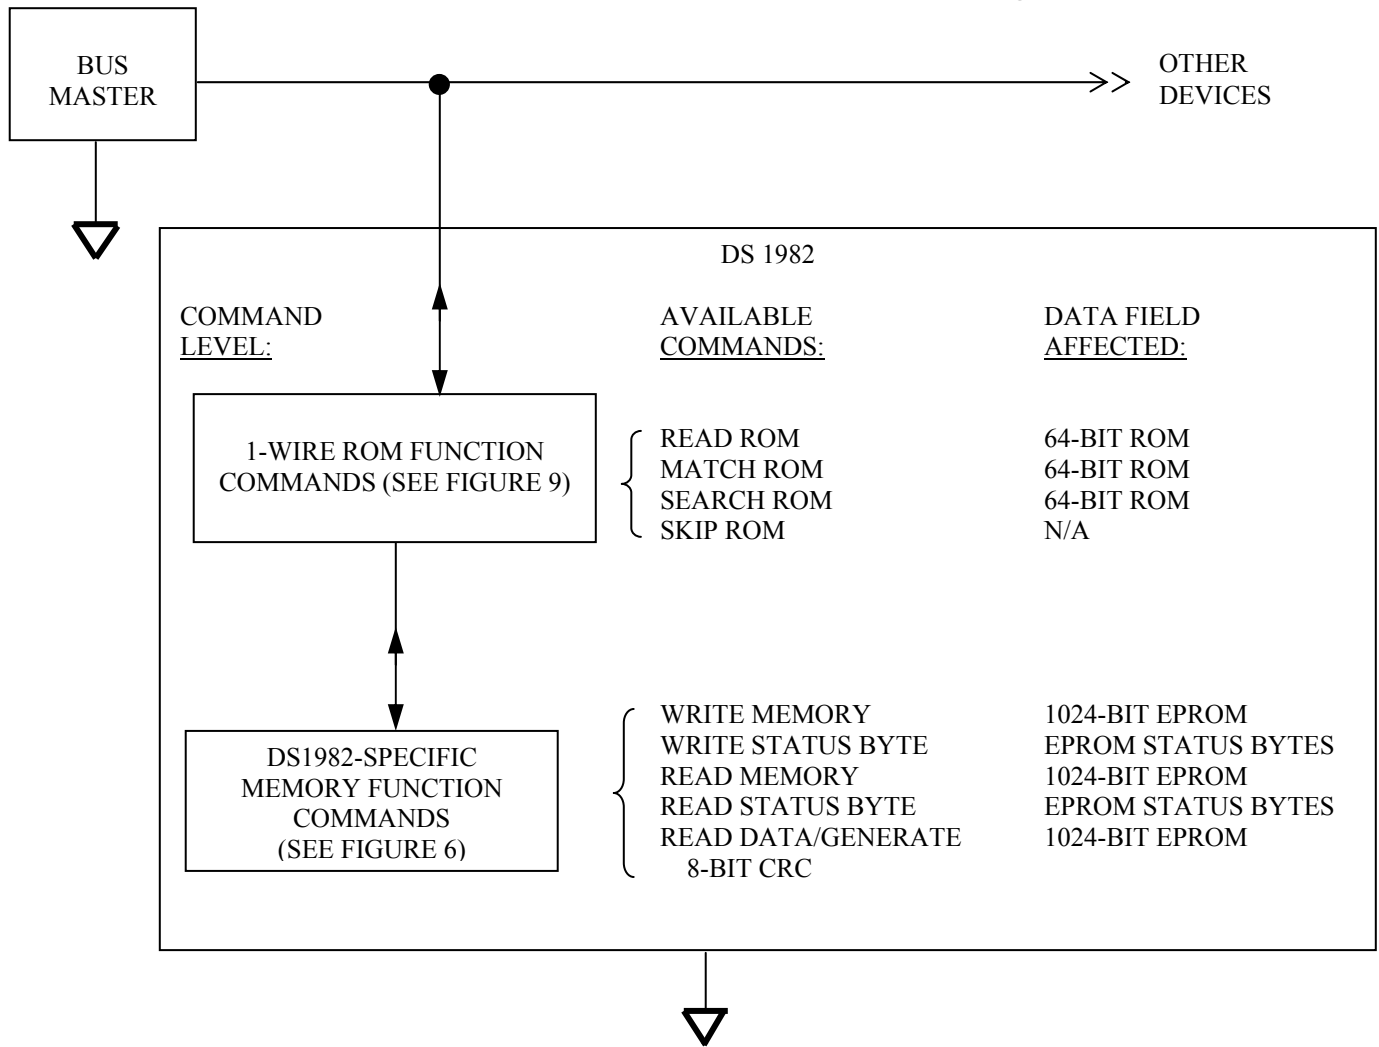 BUS
MASTER
OTHER
DEVICES
DS 1982
COMMAND
LEVEL:
AVAILABLE
COMMANDS:
DATA FIELD
AFFECTED:
1-WIRE ROM FUNCTION
COMMANDS (SEE FIGURE 9)
READ ROM 64-BIT ROM
MATCH ROM 64-BIT ROM
SEARCH ROM 64-BIT ROM
SKIP ROM N/A
DS1982-SPECIFIC
MEMORY FUNCTION
COMMANDS
(SEE FIGURE 6)
WRITE MEMORY 1024-BIT EPROM
WRITE STATUS BYTE EPROM STATUS BYTES
READ MEMORY 1024-BIT EPROM
READ STATUS BYTE EPROM STATUS BYTES
READ DATA/GENERATE 1024-BIT EPROM
8-BIT CRC